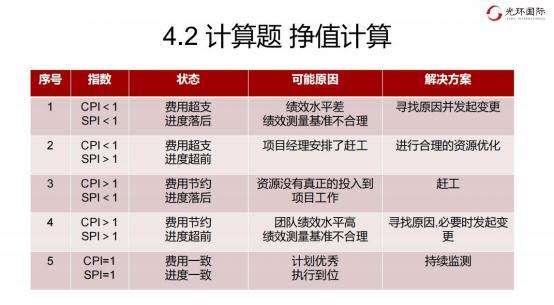 光环国际
4.2 计算题 挣值计算
序号 指数 状态 可能原因 解决方案
1 CPI＜1 费用超支 绩效水平差 寻找原因并发起变更
SPI＜1 进度落后 绩效测量基准不合理
2 CPI＜1 费用超支 项目经理安排了赶工 进行合理的资源优化
SPI＞1 进度超前
3 CPI＞1 费用节约 资源没有真正的投入到 赶工
SPI＜1 进度落后 项目工作
4 CPI＞1 费用节约 团队绩效水平高 寻找原因,必要时发起变
SPI＞1 进度超前 绩效测量基准不合理 更
5 CPI=1 费用一致 计划优秀 持续监测
SPI=1 进度一致 执行到位